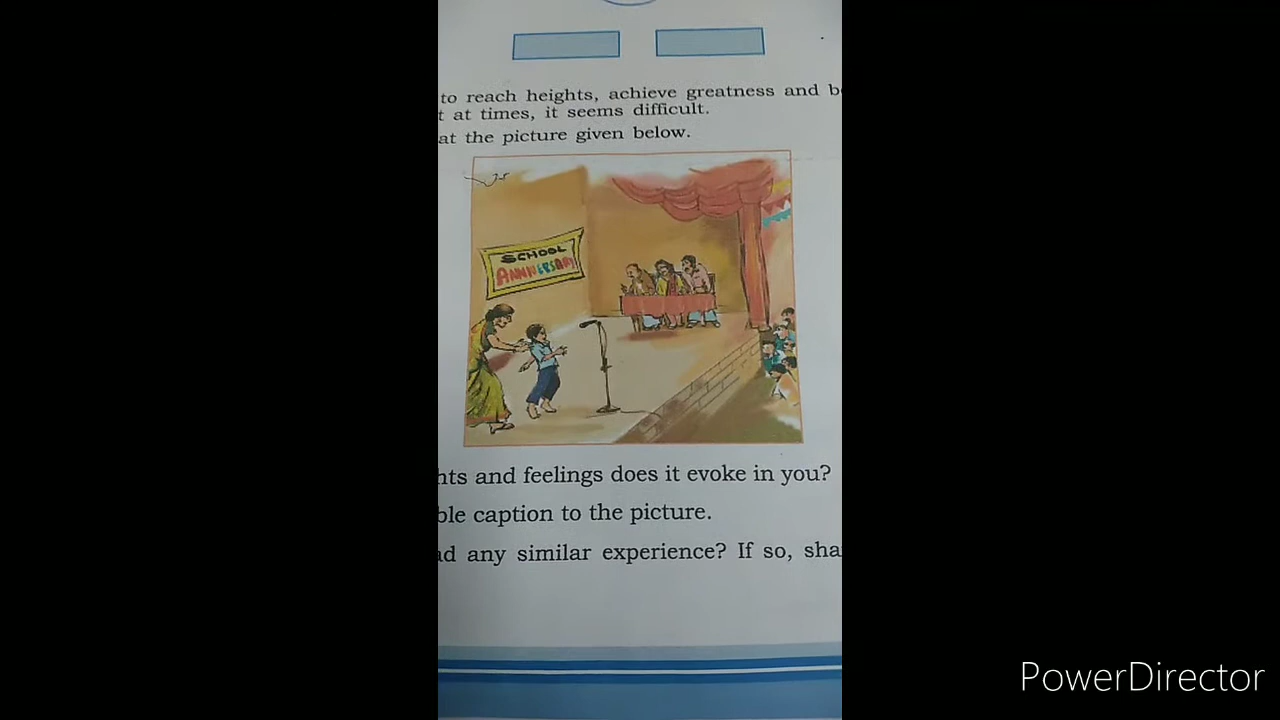 to reach heights, achieve greatness and b
t at times, it seems difficult.
at the picture given below.
SCHOOL
ANNIVERSARY
nts and feelings does it evoke in you?
ble caption to the picture.
ad any similar experience? If so, sha
PowerDirector